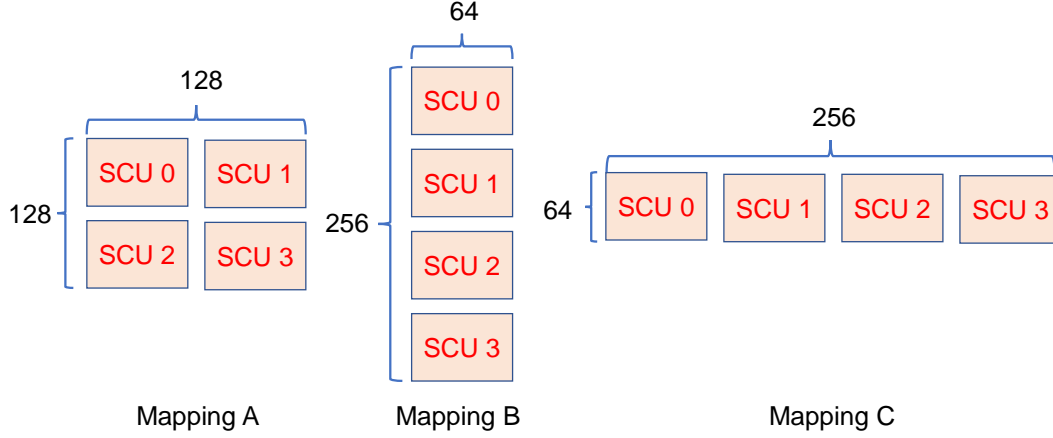 128
128
SCU 0
SCU 1
SCU 2
SCU 3
Mapping A
64
256
SCU 0
SCU 1
SCU 2
SCU 3
Mapping B
256
64
SCU 0
SCU 1
SCU 2
SCU 3
Mapping C